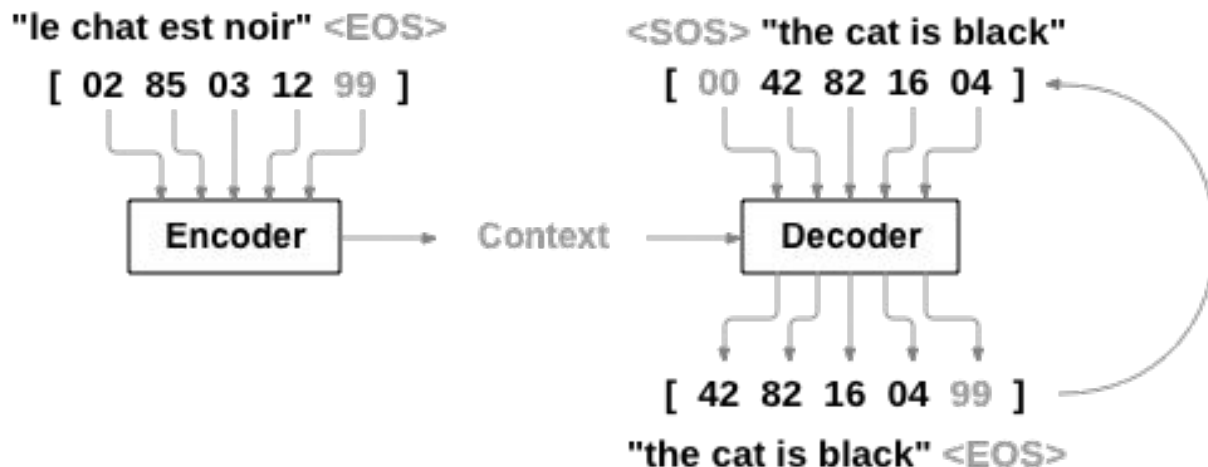 "le chat est noir" <EOS>
[ 02 85 03 12 99 ]
Encoder
Context
<SOS> "the cat is black"
[ 00 42 82 16 04 ]
Decoder
[ 42 82 16 04 99 ]
"the cat is black" <EOS>